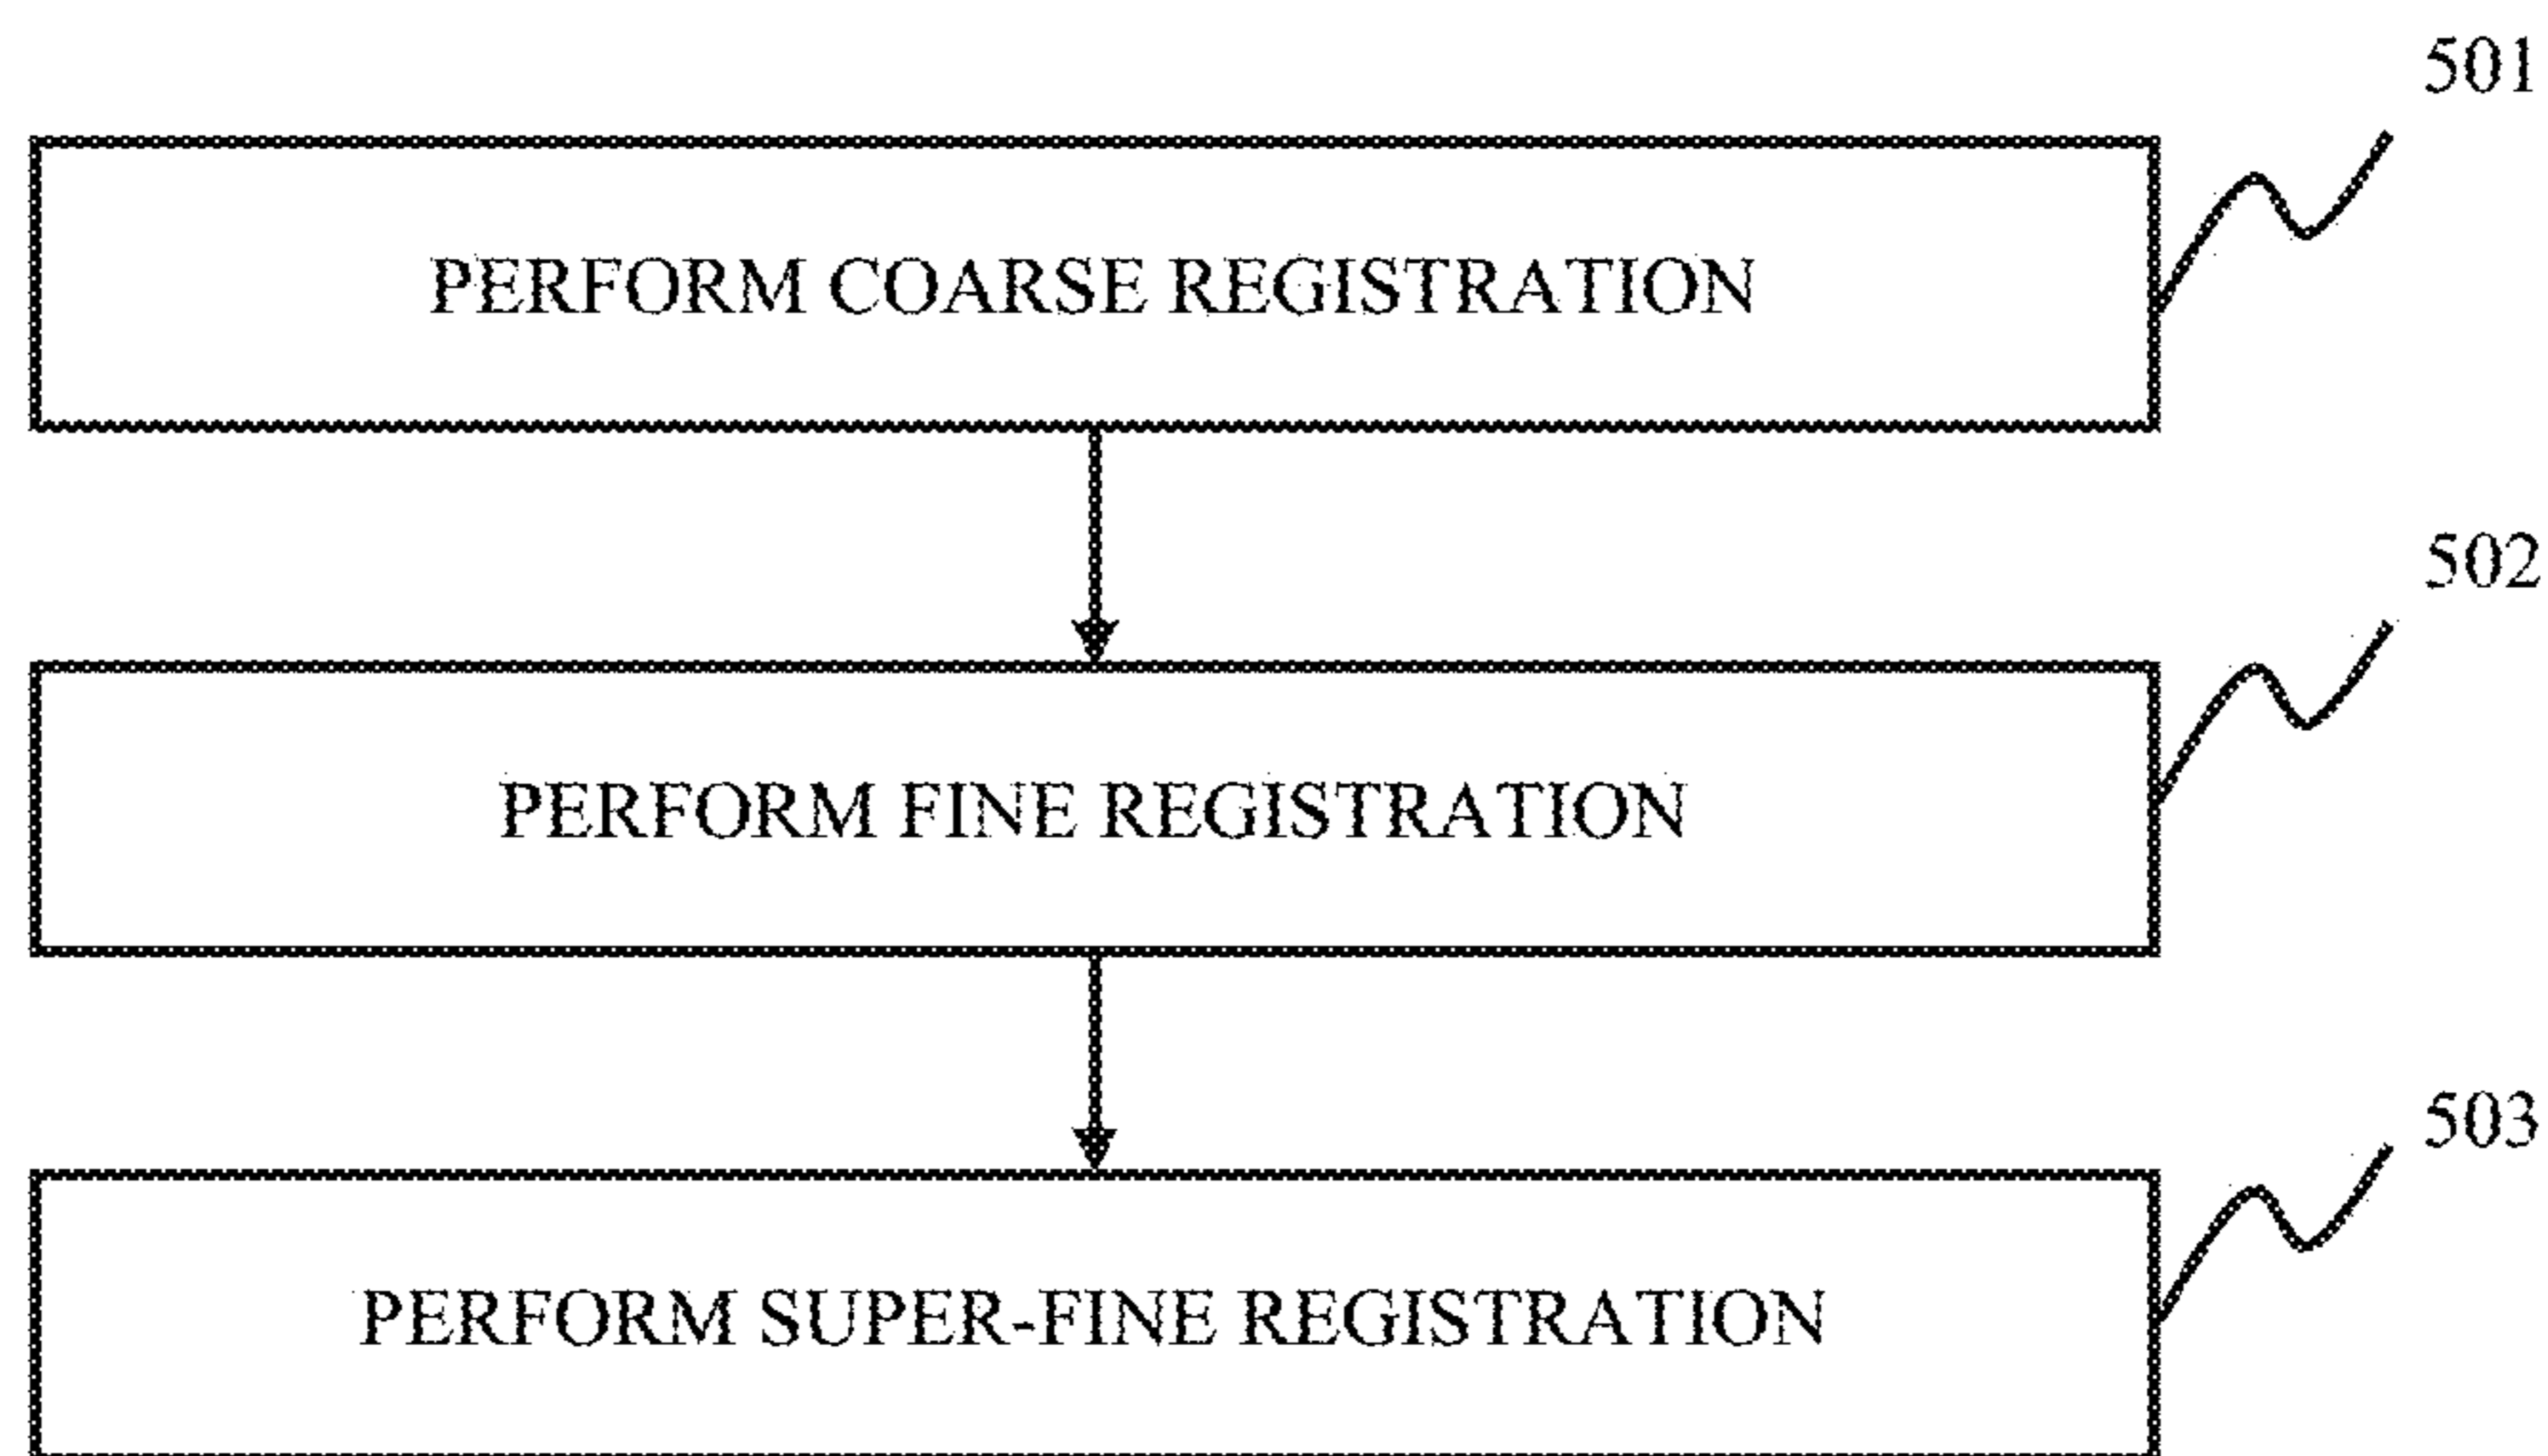 501
PERFORM COARSE REGISTRATION
502
PERFORM FINE REGISTRATION
503
PERFORM SUPER-FINE REGISTRATION